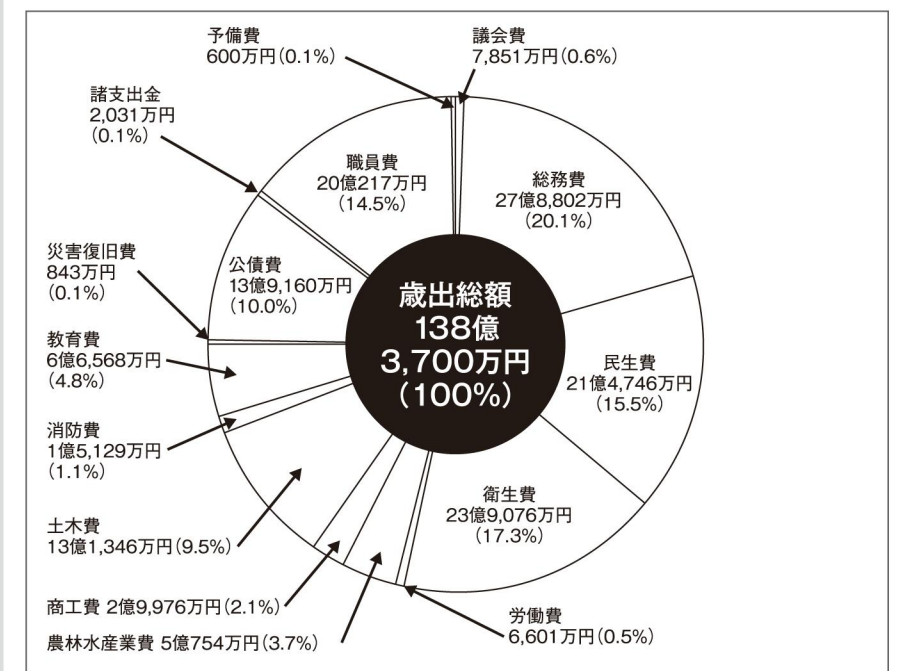 予備費
600万円(0.1%)
議会費
7,851万円(0.6%)
諸支出金
2,031万円
(0.1%)
職員費
20億217万円
(14.5%)
総務費
27億8,802万円
(20.1%)
災害復旧費
843万円
(0.1%)
公債費
13億9,160万円
(10.0%)
歳出総額
138億
3,700万円
(100%)
教育費
6億6,568万円
(4.8%)
民生費
21億4,746万円
(15.5%)
消防費
1億5,129万円
(1.1%)
衛生費
23億9,076万円
(17.3%)
土木費
13億1,346万円(9.5%)
商工費 2億9,976万円(2.1%)
農林水産業費 5億754万円(3.7%)
労働費
6,601万円(0.5%)